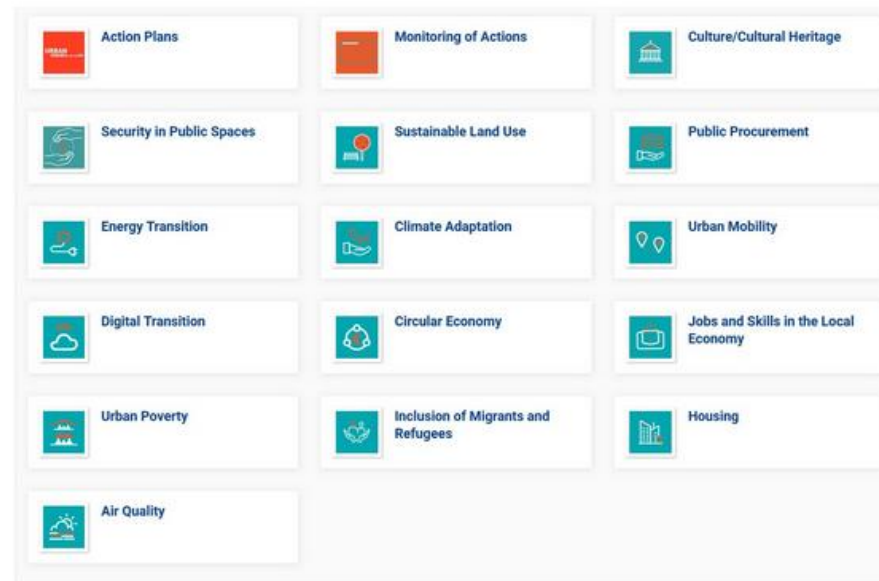 Action Plans
Monitoring of Actions
Culture/Cultural Heritage
Security in Public Spaces
Sustainable Land Use
Public Procurement
Energy Transition
Climate Adaptation
Urban Mobility
Digital Transition
Circular Economy
Jobs and Skills in the Local
Economy
Urban Poverty
Inclusion of Migrants and
Refugees
Housing
Air Quality